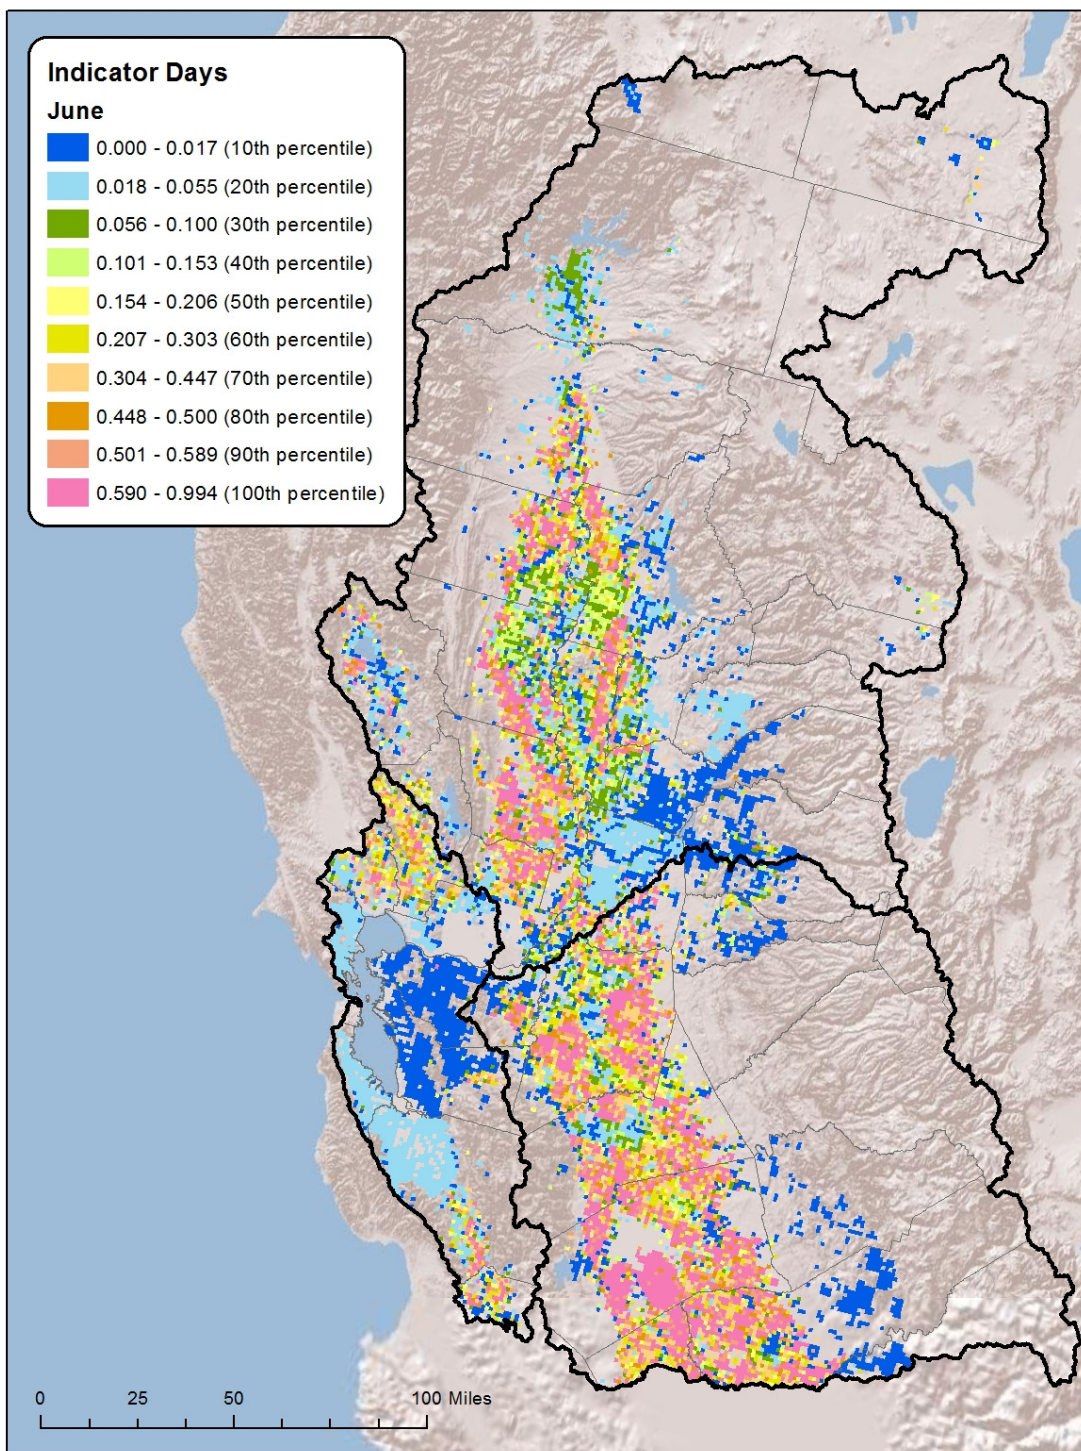 Indicator Days
June
0.000 - 0.017 (10th percentile)
0.018 - 0.055 (20th percentile)
0.056 - 0.100 (30th percentile)
0.101 - 0.153 (40th percentile)
0.154 - 0.206 (50th percentile)
0.207 - 0.303 (60th percentile)
0.304 - 0.447 (70th percentile)
0.448 - 0.500 (80th percentile)
0.501 - 0.589 (90th percentile)
0.590 - 0.994 (100th percentile)
0 25 50 100 Miles